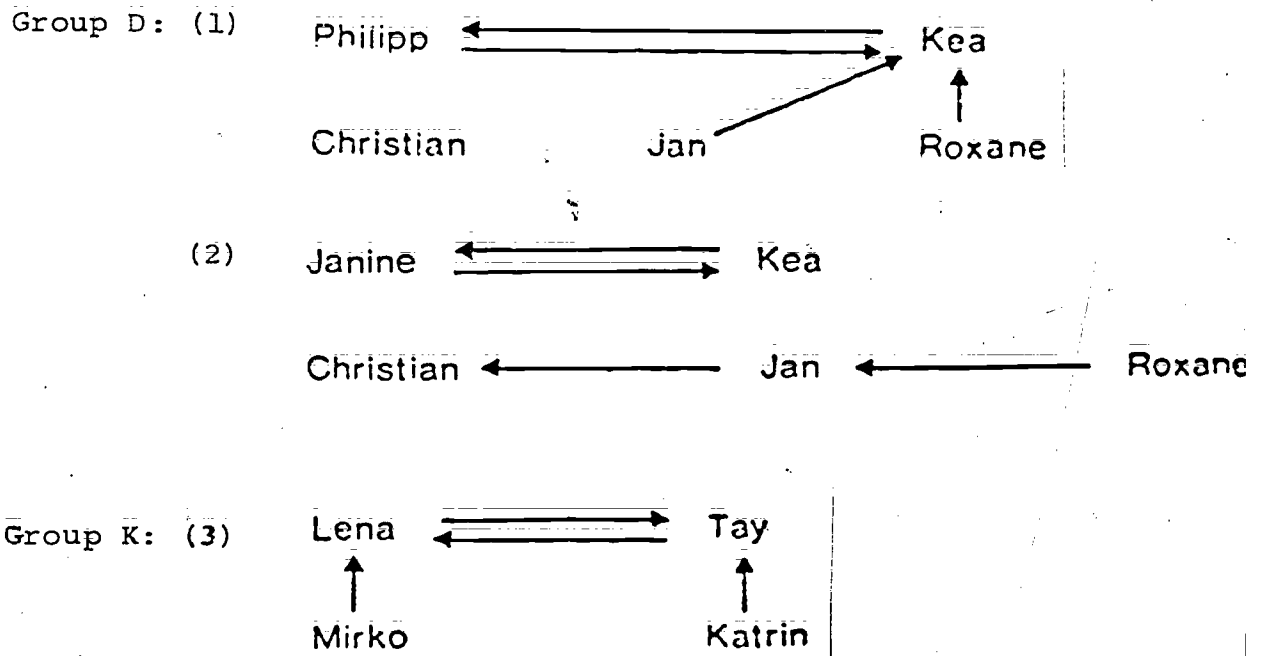 Group D: (1) Philipp Kea
Christian Jan Roxane
(2) Janine Kea
Christian Jan Roxane
Group K: (3) Lena Tay
Mirko Katrin